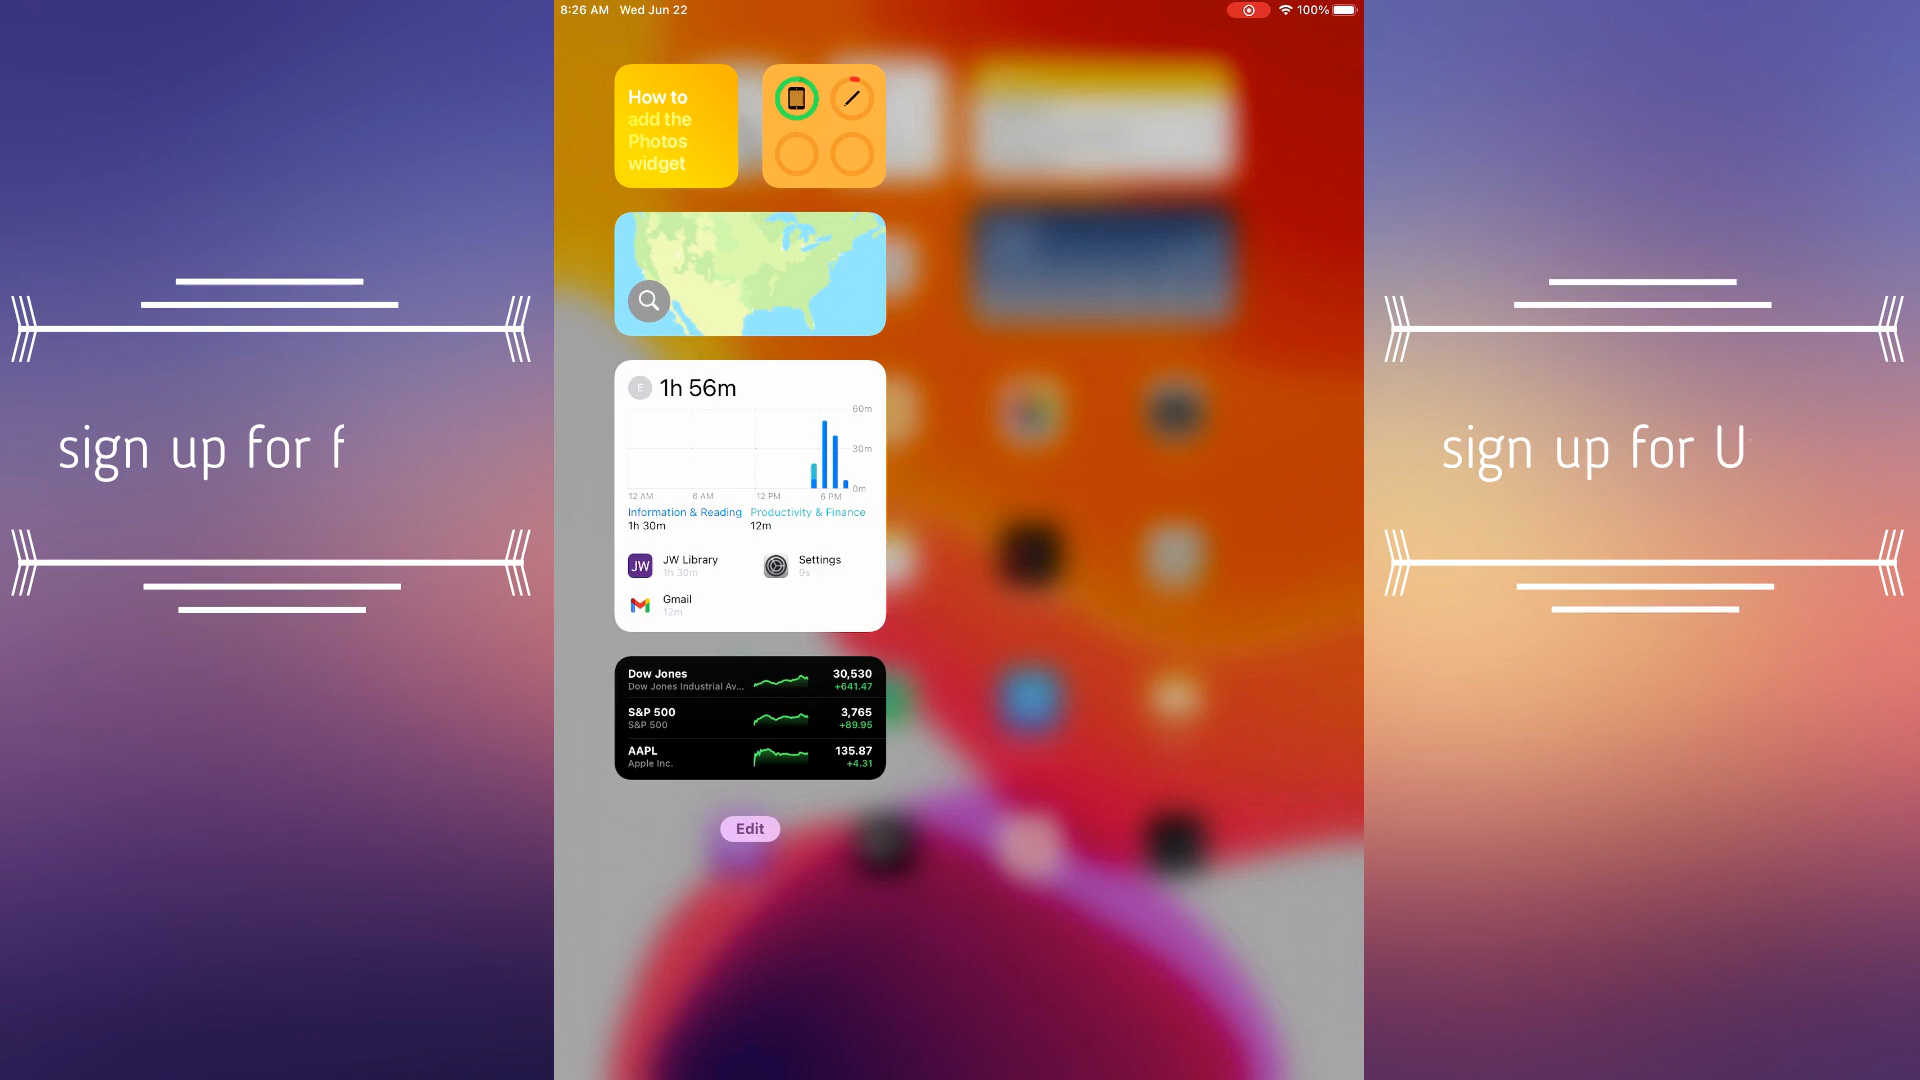 8:26 AM Wed Jun 22
100%
How to
add the
Photos
widget
E 1h 56m
60m
30m
0m
12 AM 6 AM 12 PM 6 PM
Information & Reading Productivity & Finance
1h 30m 12m
JW JW Library Settings
1h 30m 9s
Gmail
12m
Dow Jones 30,530
Dow Jones Industrial Av... +641.47
S&P 500 3,765
S&P 500 +89.95
AAPL 135.87
Apple Inc. +4.31
Edit
sign up for f
sign up for U